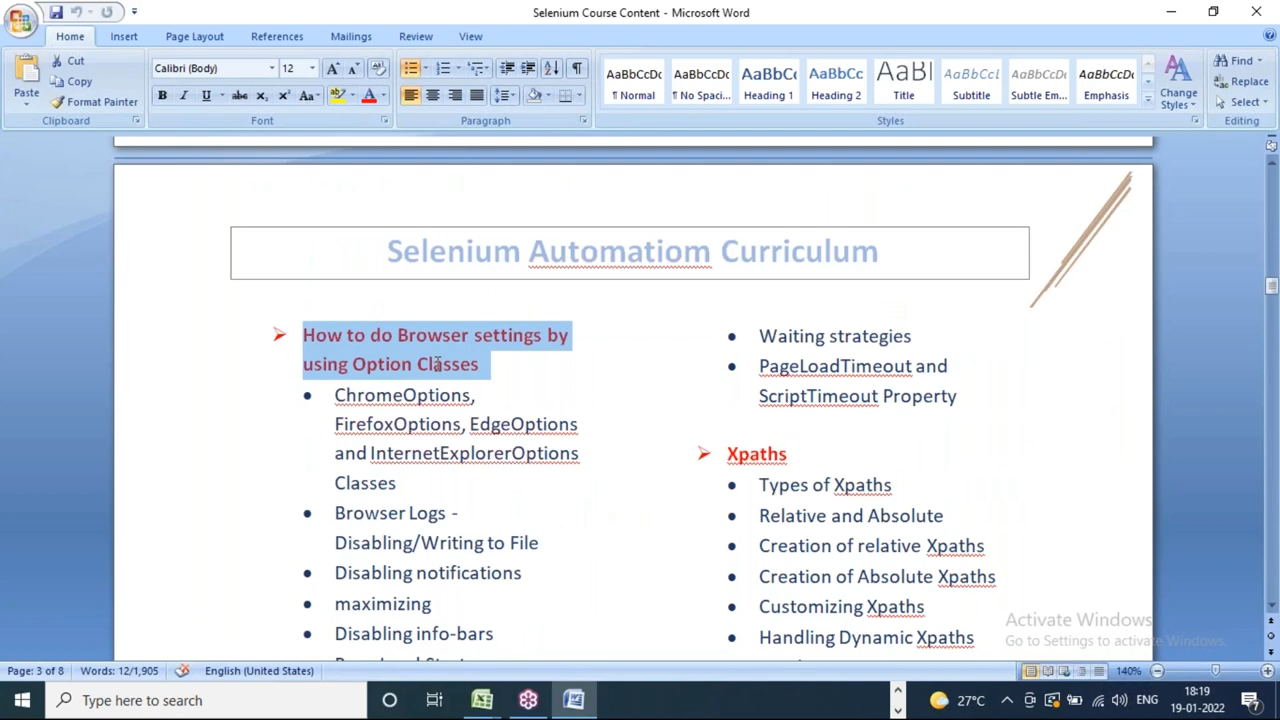 Selenium Course Content - Microsoft Word
Home Insert Page Layout References Mailings Review View
Paste
Cut
Copy
Format Painter
Clipboard
Calibri (Body) 12
Font
Paragraph
AaBbCcDc AaBbCcDc AaBbCc AaBbCc AaBl AaBbCcL AaBbCcDc AaBbCcDc
¶ Normal ¶ No Spaci... Heading 1 Heading 2 Title Subtitle Subtle Em... Emphasis
Change Styles
Styles
Find
Replace
Select
Editing
Selenium Automatiom Curriculum
How to do Browser settings by
using Option Classes
• ChromeOptions,
FirefoxOptions, EdgeOptions
and InternetExplorerOptions
Classes
• Browser Logs -
Disabling/Writing to File
• Disabling notifications
• maximizing
• Disabling info-bars
• Waiting strategies
• PageLoadTimeout and
ScriptTimeout Property
Xpaths
• Types of Xpaths
• Relative and Absolute
• Creation of relative Xpaths
• Creation of Absolute Xpaths
• Customizing Xpaths
• Handling Dynamic Xpaths
Activate Windows
Go to Settings to activate Windows.
Page: 3 of 8 Words: 12/1,905 English (United States) 140%
Type here to search
27°C ENG 18:19
19-01-2022
7